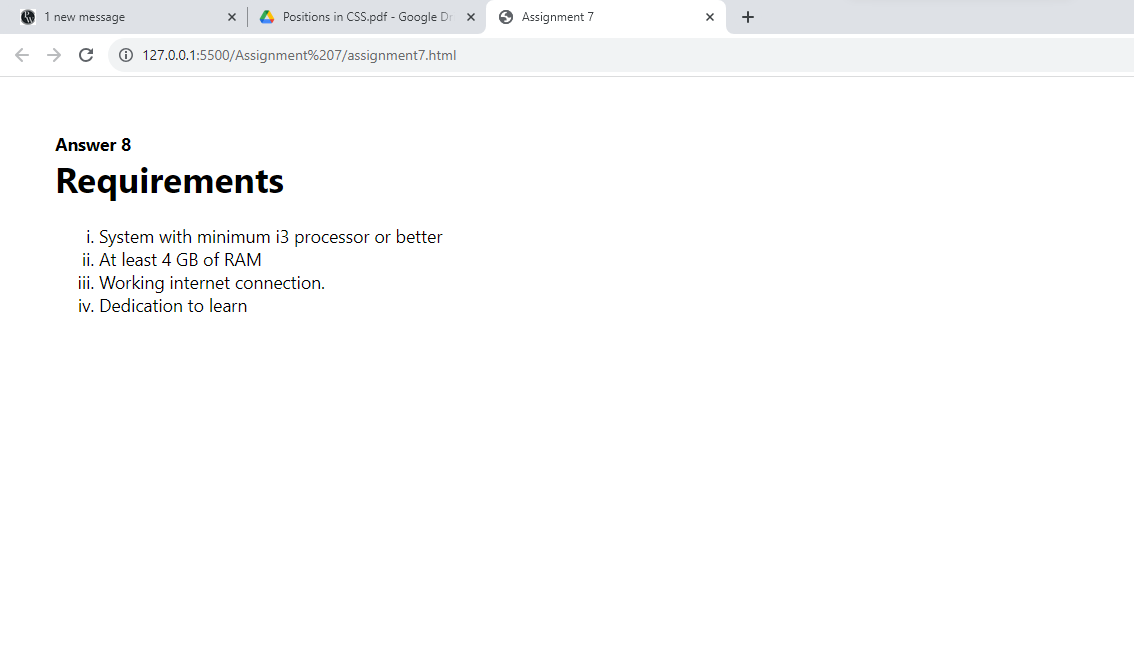 1 new message
Positions in CSS.pdf - Google Dr
Assignment 7
127.0.0.1:5500/Assignment%207/assignment7.html
Answer 8
Requirements
i. System with minimum i3 processor or better
ii. At least 4 GB of RAM
iii. Working internet connection.
iv. Dedication to learn